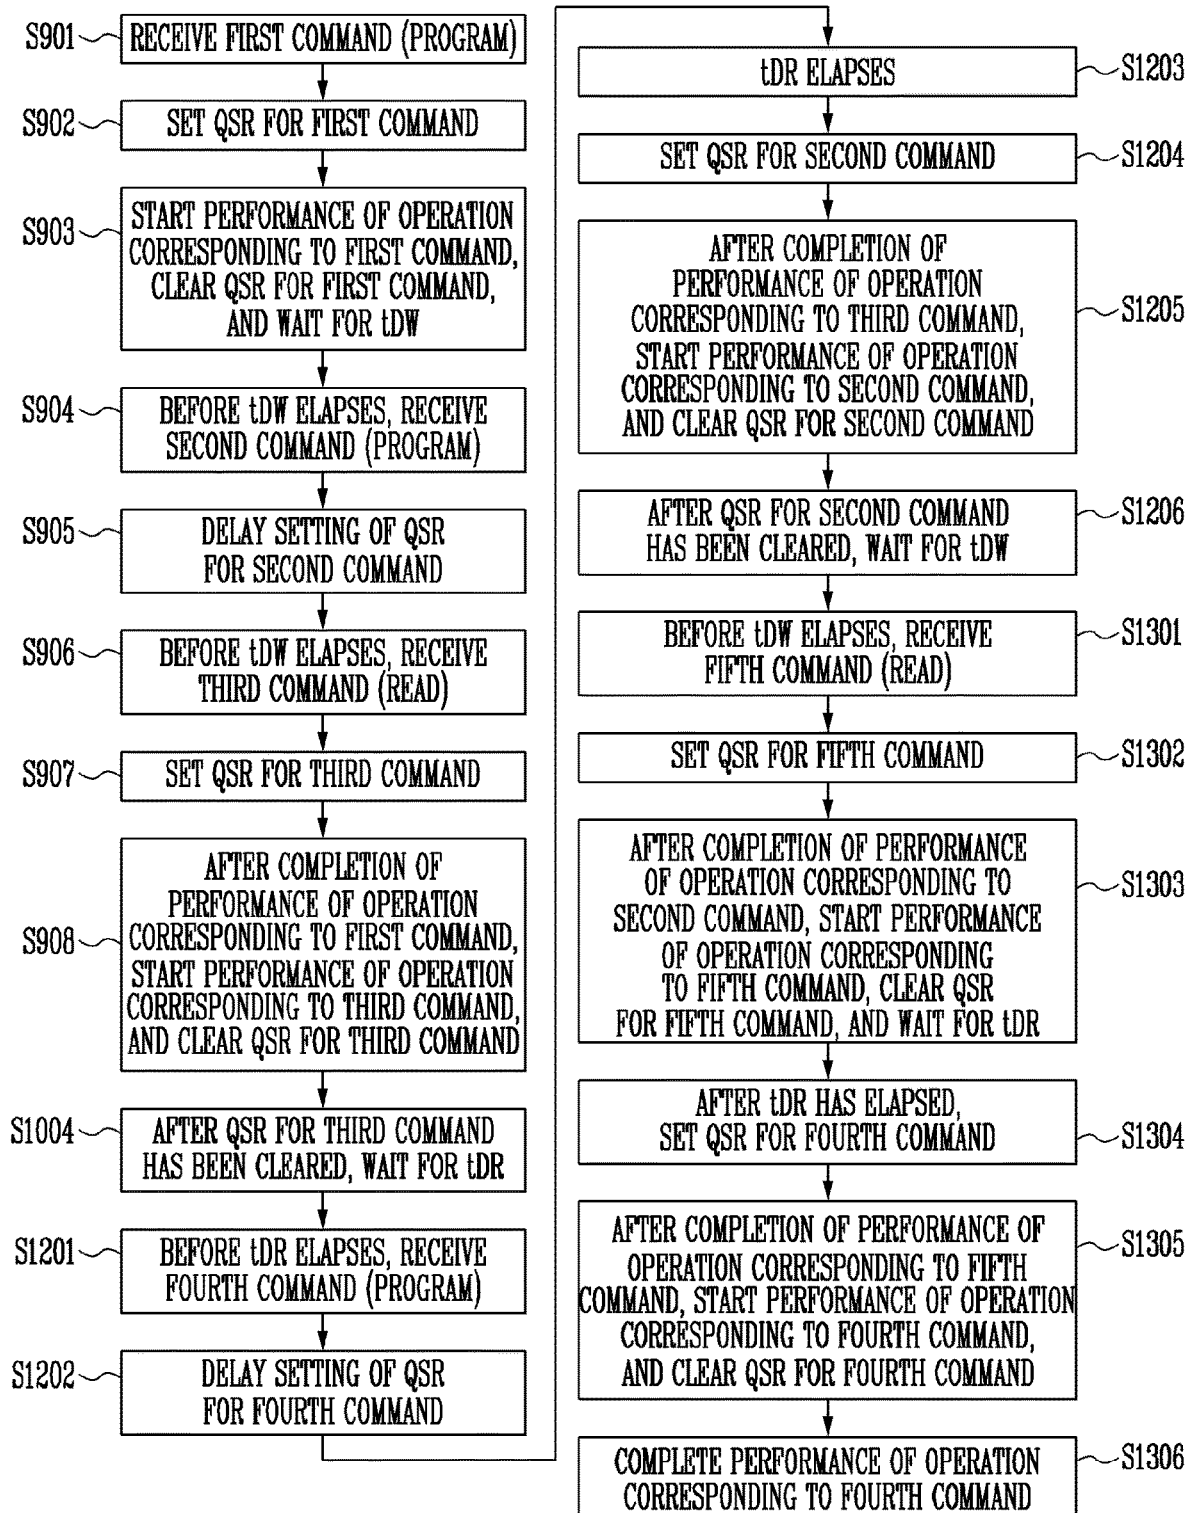 S901
RECEIVE FIRST COMMAND (PROGRAM)
S902
SET QSR FOR FIRST COMMAND
S903
START PERFORMANCE OF OPERATION
CORRESPONDING TO FIRST COMMAND,
CLEAR QSR FOR FIRST COMMAND,
AND WAIT FOR tDW
S904
BEFORE tDW ELAPSES, RECEIVE
SECOND COMMAND (PROGRAM)
S905
DELAY SETTING OF QSR
FOR SECOND COMMAND
S906
BEFORE tDW ELAPSES, RECEIVE
THIRD COMMAND (READ)
S907
SET QSR FOR THIRD COMMAND
S908
AFTER COMPLETION OF
PERFORMANCE OF OPERATION
CORRESPONDING TO FIRST COMMAND,
START PERFORMANCE OF OPERATION
CORRESPONDING TO THIRD COMMAND,
AND CLEAR QSR FOR THIRD COMMAND
S1004
AFTER QSR FOR THIRD COMMAND
HAS BEEN CLEARED, WAIT FOR tDR
S1201
BEFORE tDR ELAPSES, RECEIVE
FOURTH COMMAND (PROGRAM)
S1202
DELAY SETTING OF QSR
FOR FOURTH COMMAND
tDR ELAPSES
S1203
SET QSR FOR SECOND COMMAND
S1204
AFTER COMPLETION OF
PERFORMANCE OF OPERATION
CORRESPONDING TO THIRD COMMAND,
START PERFORMANCE OF OPERATION
CORRESPONDING TO SECOND COMMAND,
AND CLEAR QSR FOR SECOND COMMAND
S1205
AFTER QSR FOR SECOND COMMAND
HAS BEEN CLEARED, WAIT FOR tDW
S1206
BEFORE tDW ELAPSES, RECEIVE
FIFTH COMMAND (READ)
S1301
SET QSR FOR FIFTH COMMAND
S1302
AFTER COMPLETION OF PERFORMANCE
OF OPERATION CORRESPONDING TO
SECOND COMMAND, START PERFORMANCE
OF OPERATION CORRESPONDING
TO FIFTH COMMAND, CLEAR QSR
FOR FIFTH COMMAND, AND WAIT FOR tDR
S1303
AFTER tDR HAS ELAPSED,
SET QSR FOR FOURTH COMMAND
S1304
AFTER COMPLETION OF PERFORMANCE OF
OPERATION CORRESPONDING TO FIFTH
COMMAND, START PERFORMANCE OF OPERATION
CORRESPONDING TO FOURTH COMMAND,
AND CLEAR QSR FOR FOURTH COMMAND
S1305
COMPLETE PERFORMANCE OF OPERATION
CORRESPONDING TO FOURTH COMMAND
S1306